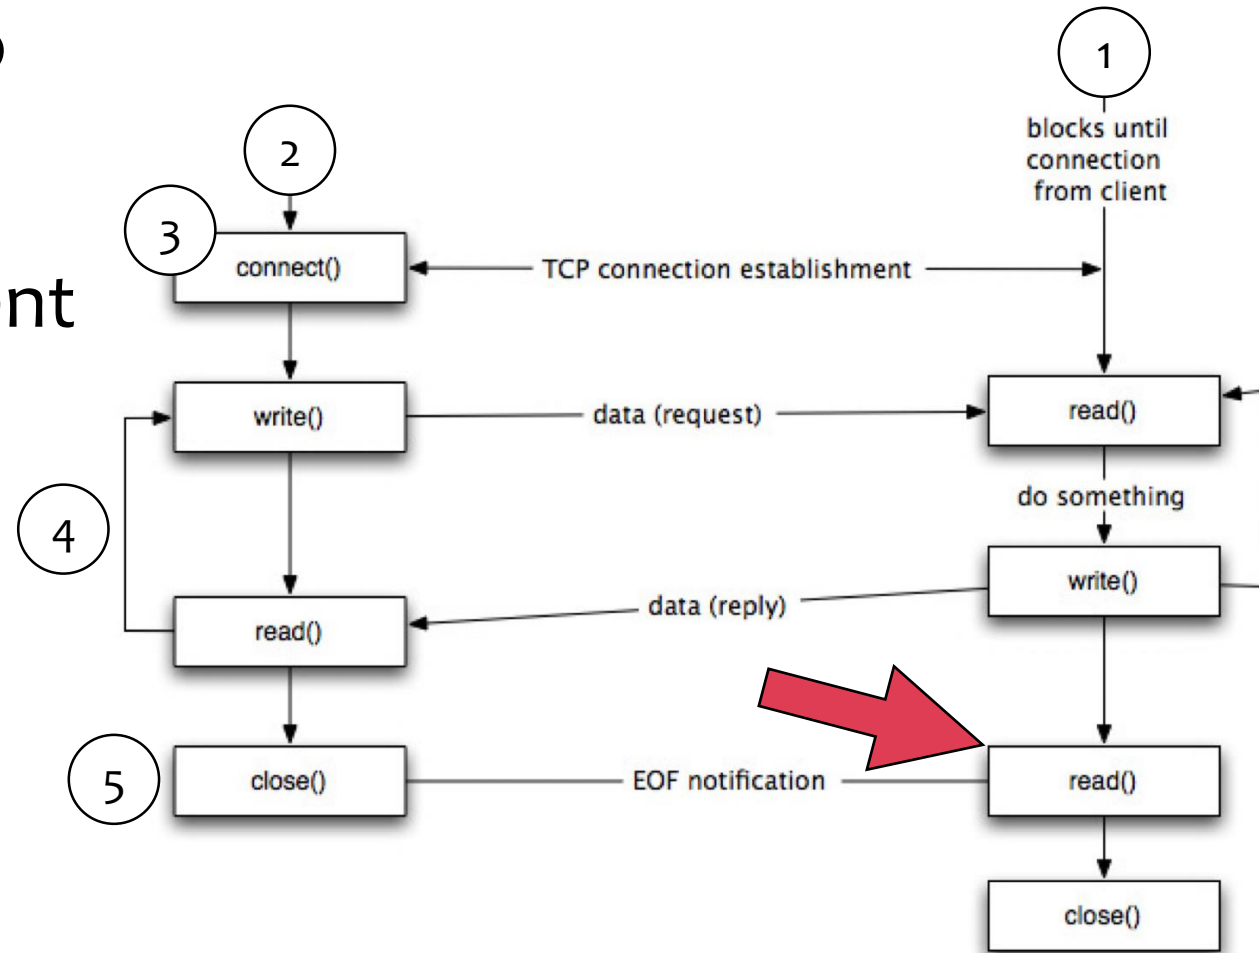 1
blocks until
connection
from client
2
3
connect()
TCP connection establishment
write()
data (request)
read()
do something
4
write()
data (reply)
read()
5
close()
EOF notification
read()
close()